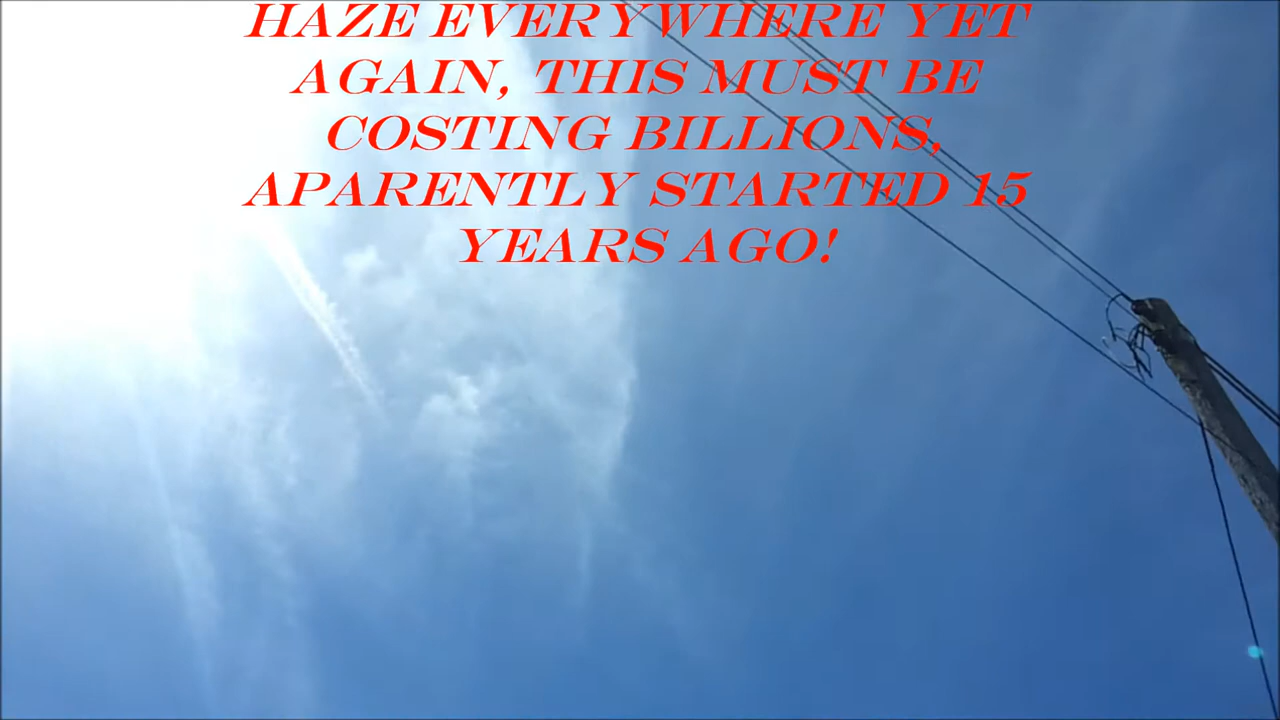 HAZE EVERYWHERE YET
AGAIN, THIS MUST BE
COSTING BILLIONS,
APARENTLY STARTED 15
YEARS AGO!